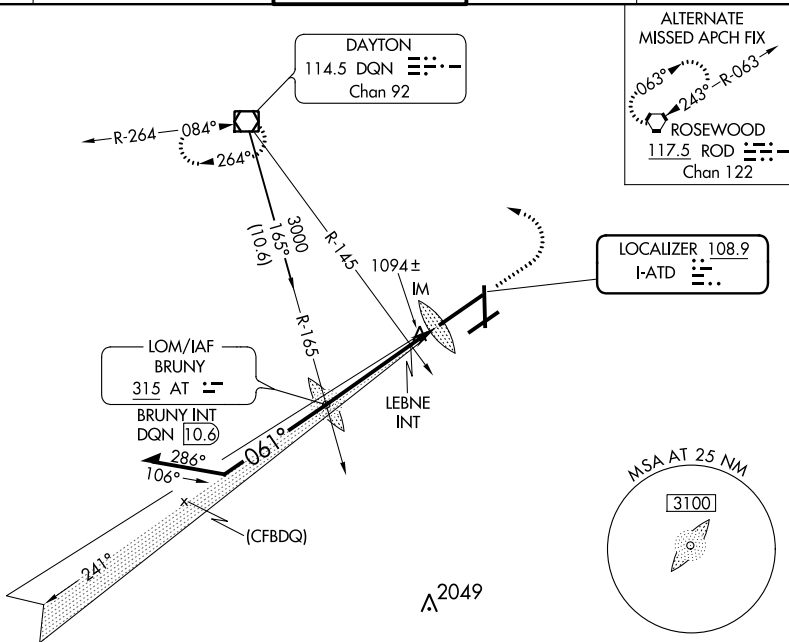 ALTERNATE
MISSED APCH FIX
063°
243°
R-063
ROSEWOOD
117.5 ROD
Chan 122
DAYTON
114.5 DQN
Chan 92
R-264
084°
264°
3000
165°
(10.6)
R-145
R-165
1094±
IM
LOCALIZER 108.9
I-ATD
LOM/IAF
BRUNY
315 AT
BRUNY INT
DQN 10.6
LEBNE
INT
286°
106°
061°
(CFBDQ)
241°
2049
MSA AT 25 NM
3100